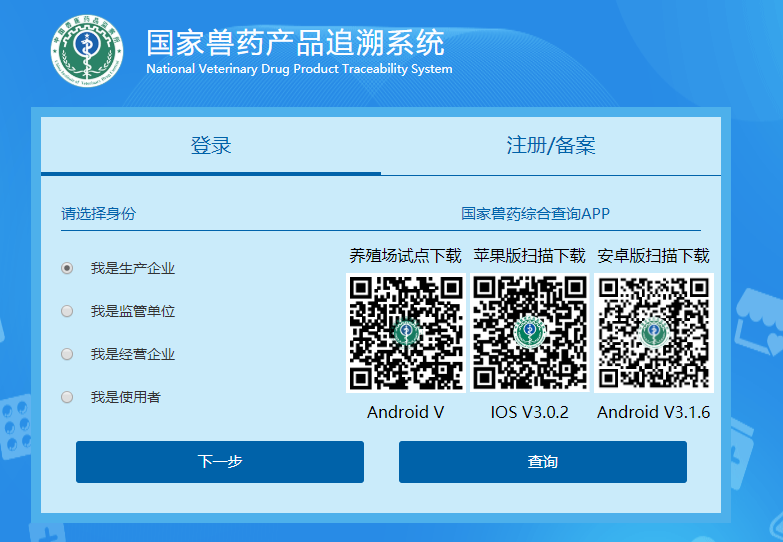 国家兽药产品追溯系统
National Veterinary Drug Product Traceability System
登录
注册/备案
请选择身份
国家兽药综合查询APP
我是生产企业
我是监管单位
我是经营企业
我是使用者
养殖场试点下载
苹果版扫描下载
安卓版扫描下载
Android V
IOS V3.0.2
Android V3.1.6
下一步
查询